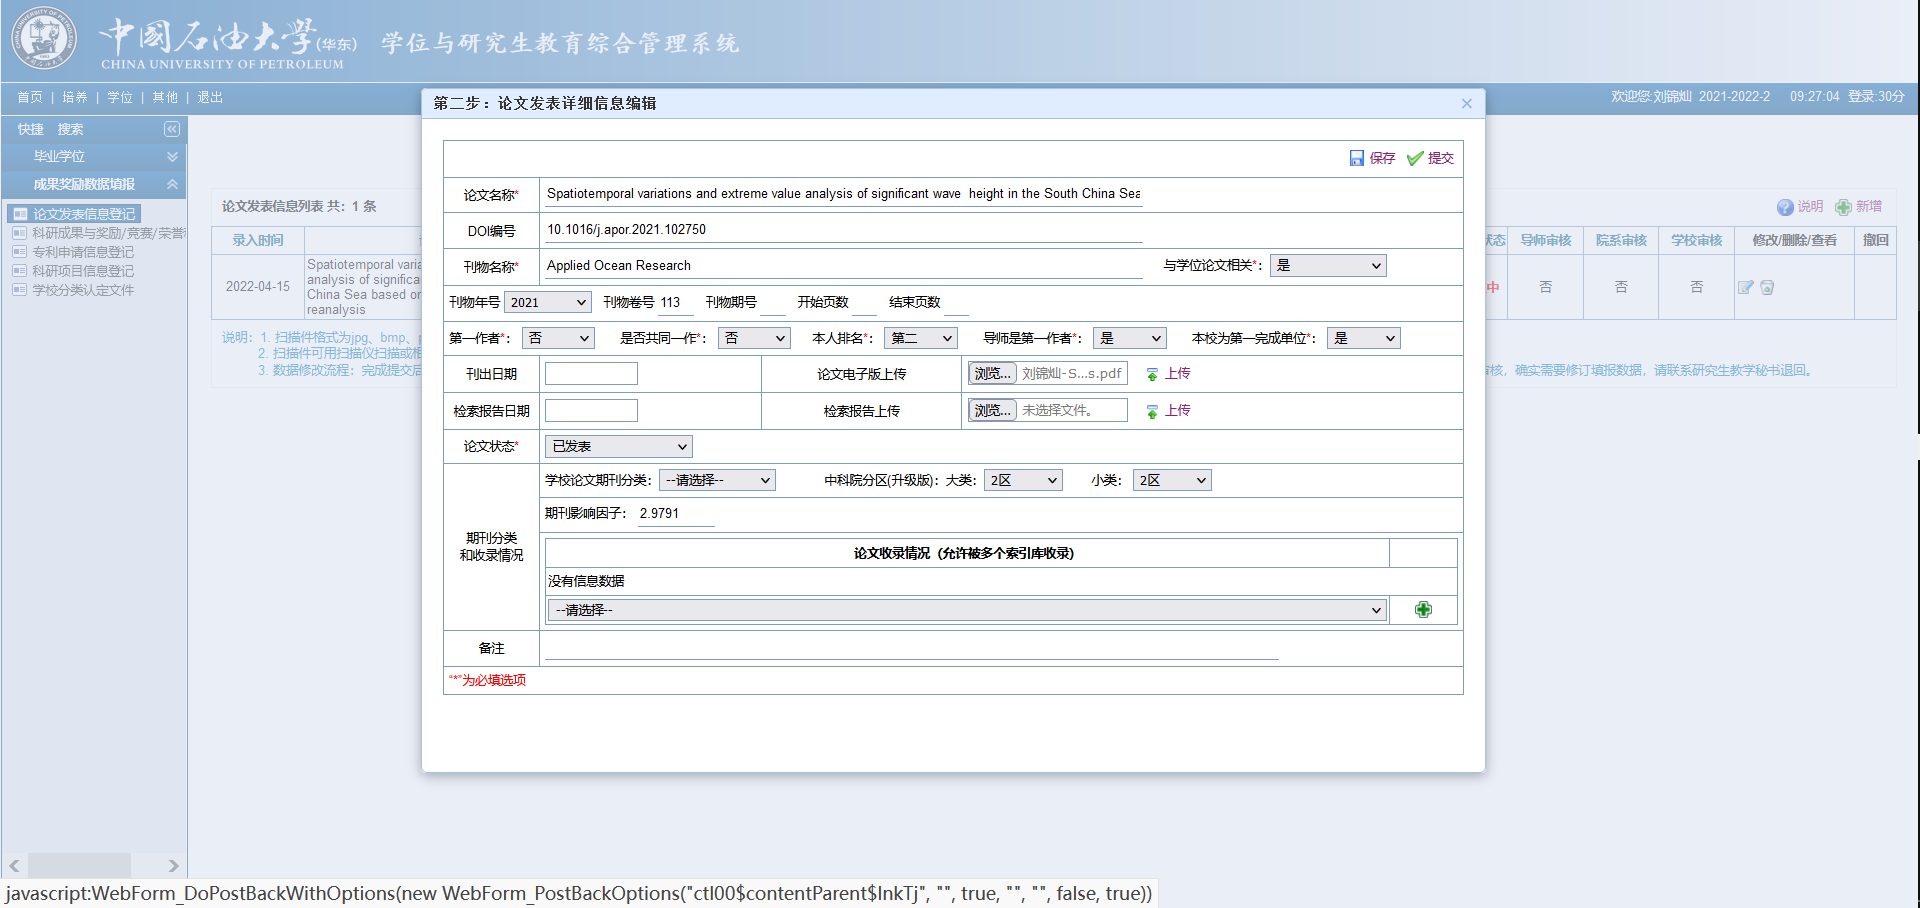 中國石油大學(华东) 学位与研究生教育综合管理系统
CHINA UNIVERSITY OF PETROLEUM
首页 | 培养 | 学位 | 其他 | 退出
欢迎您:刘锦灿 2021-2022-2 09:27:04 登录:30分
快捷 搜索
毕业学位
成果奖励数据填报
论文发表信息登记
科研成果与奖励/竞赛/荣誉
专利申请信息登记
科研项目信息登记
学校分类认定文件
论文发表信息列表 共：1 条
说明 新增
录入时间
状态 导师审核 院系审核 学校审核 修改/删除/查看 撤回
2022-04-15
Spatiotemporal varia
analysis of significa
China Sea based or
reanalysis
中 否 否 否
说明：1. 扫描件格式为jpg、bmp、
2. 扫描件可用扫描仪扫描或相
3. 数据修改流程：完成提交后
审核，确实需要修订填报数据，请联系研究生教学秘书退回。
第二步：论文发表详细信息编辑
保存 提交
论文名称* Spatiotemporal variations and extreme value analysis of significant wave  height in the South China Sea
DOI编号 10.1016/j.apor.2021.102750
刊物名称* Applied Ocean Research 与学位论文相关*： 是
刊物年号 2021 刊物卷号 113 刊物期号 开始页数 结束页数
第一作者*： 否 是否共同一作*： 否 本人排名*： 第二 导师是第一作者*： 是 本校为第一完成单位*： 是
刊出日期 论文电子版上传 浏览... 刘锦灿-S...s.pdf 上传
检索报告日期 检索报告上传 浏览... 未选择文件。 上传
论文状态* 已发表
期刊分类
和收录情况
学校论文期刊分类： --请选择-- 中科院分区(升级版)：大类： 2区 小类： 2区
期刊影响因子： 2.9791
论文收录情况（允许被多个索引库收录）
没有信息数据
--请选择--
备注
“*”为必填选项
javascript:WebForm_DoPostBackWithOptions(new WebForm_PostBackOptions("ctl00$contentParent$lnkTj", "", true, "", "", false, true))